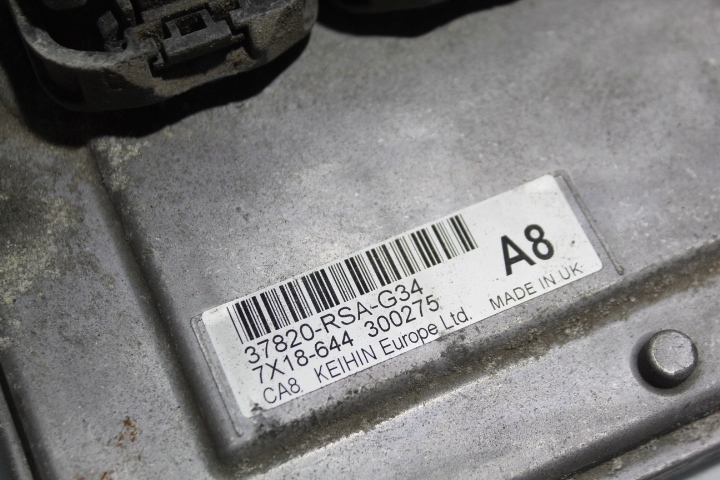 A8
37820-RSA-G34
7X18-644 300275
CA8 KEIHIN Europe Ltd. MADE IN UK